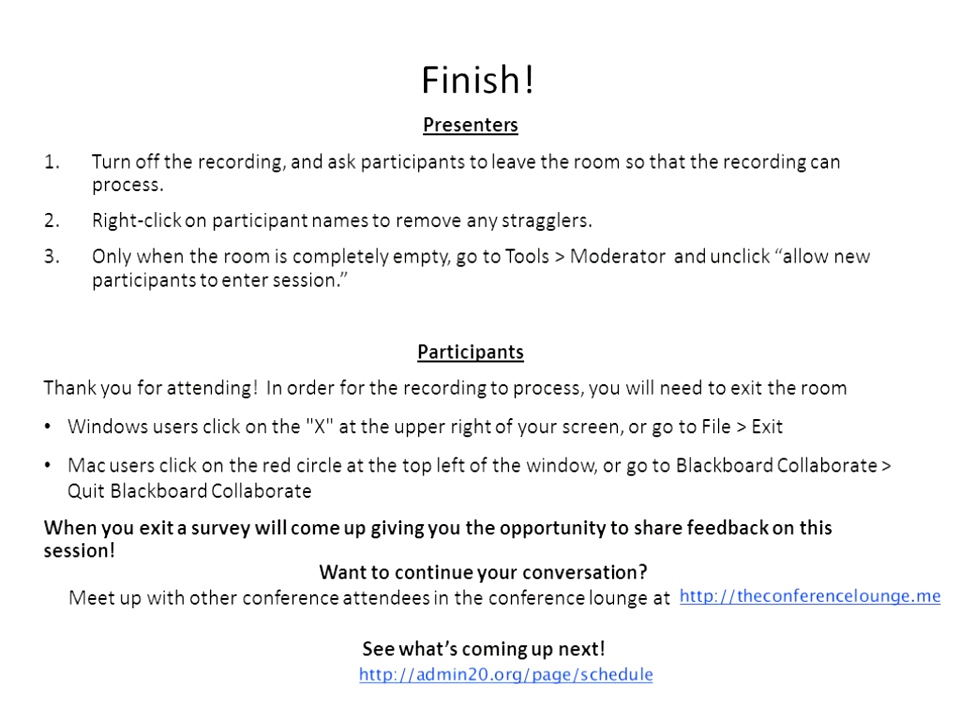 Finish!
Presenters
1. Turn off the recording, and ask participants to leave the room so that the recording can
process.
2. Right-click on participant names to remove any stragglers.
3. Only when the room is completely empty, go to Tools > Moderator and unclick “allow new
participants to enter session.”
Participants
Thank you for attending! In order for the recording to process, you will need to exit the room
• Windows users click on the "X" at the upper right of your screen, or go to File > Exit
• Mac users click on the red circle at the top left of the window, or go to Blackboard Collaborate >
Quit Blackboard Collaborate
When you exit a survey will come up giving you the opportunity to share feedback on this
session!
Want to continue your conversation?
Meet up with other conference attendees in the conference lounge at http://theconferencelounge.me
See what’s coming up next!
http://admin20.org/page/schedule